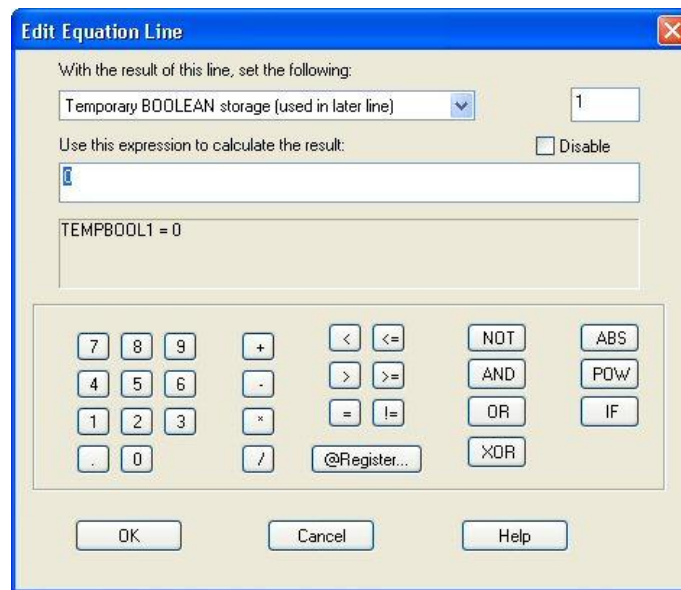 Edit Equation Line
With the result of this line, set the following:
Temporary BOOLEAN storage (used in later line) 1
Use this expression to calculate the result: Disable
0
TEMPBOOL1 = 0
7 8 9 + < <= NOT ABS
4 5 6 - > >= AND POW
1 2 3 * = != OR IF
. 0 / @Register... XOR
OK Cancel Help